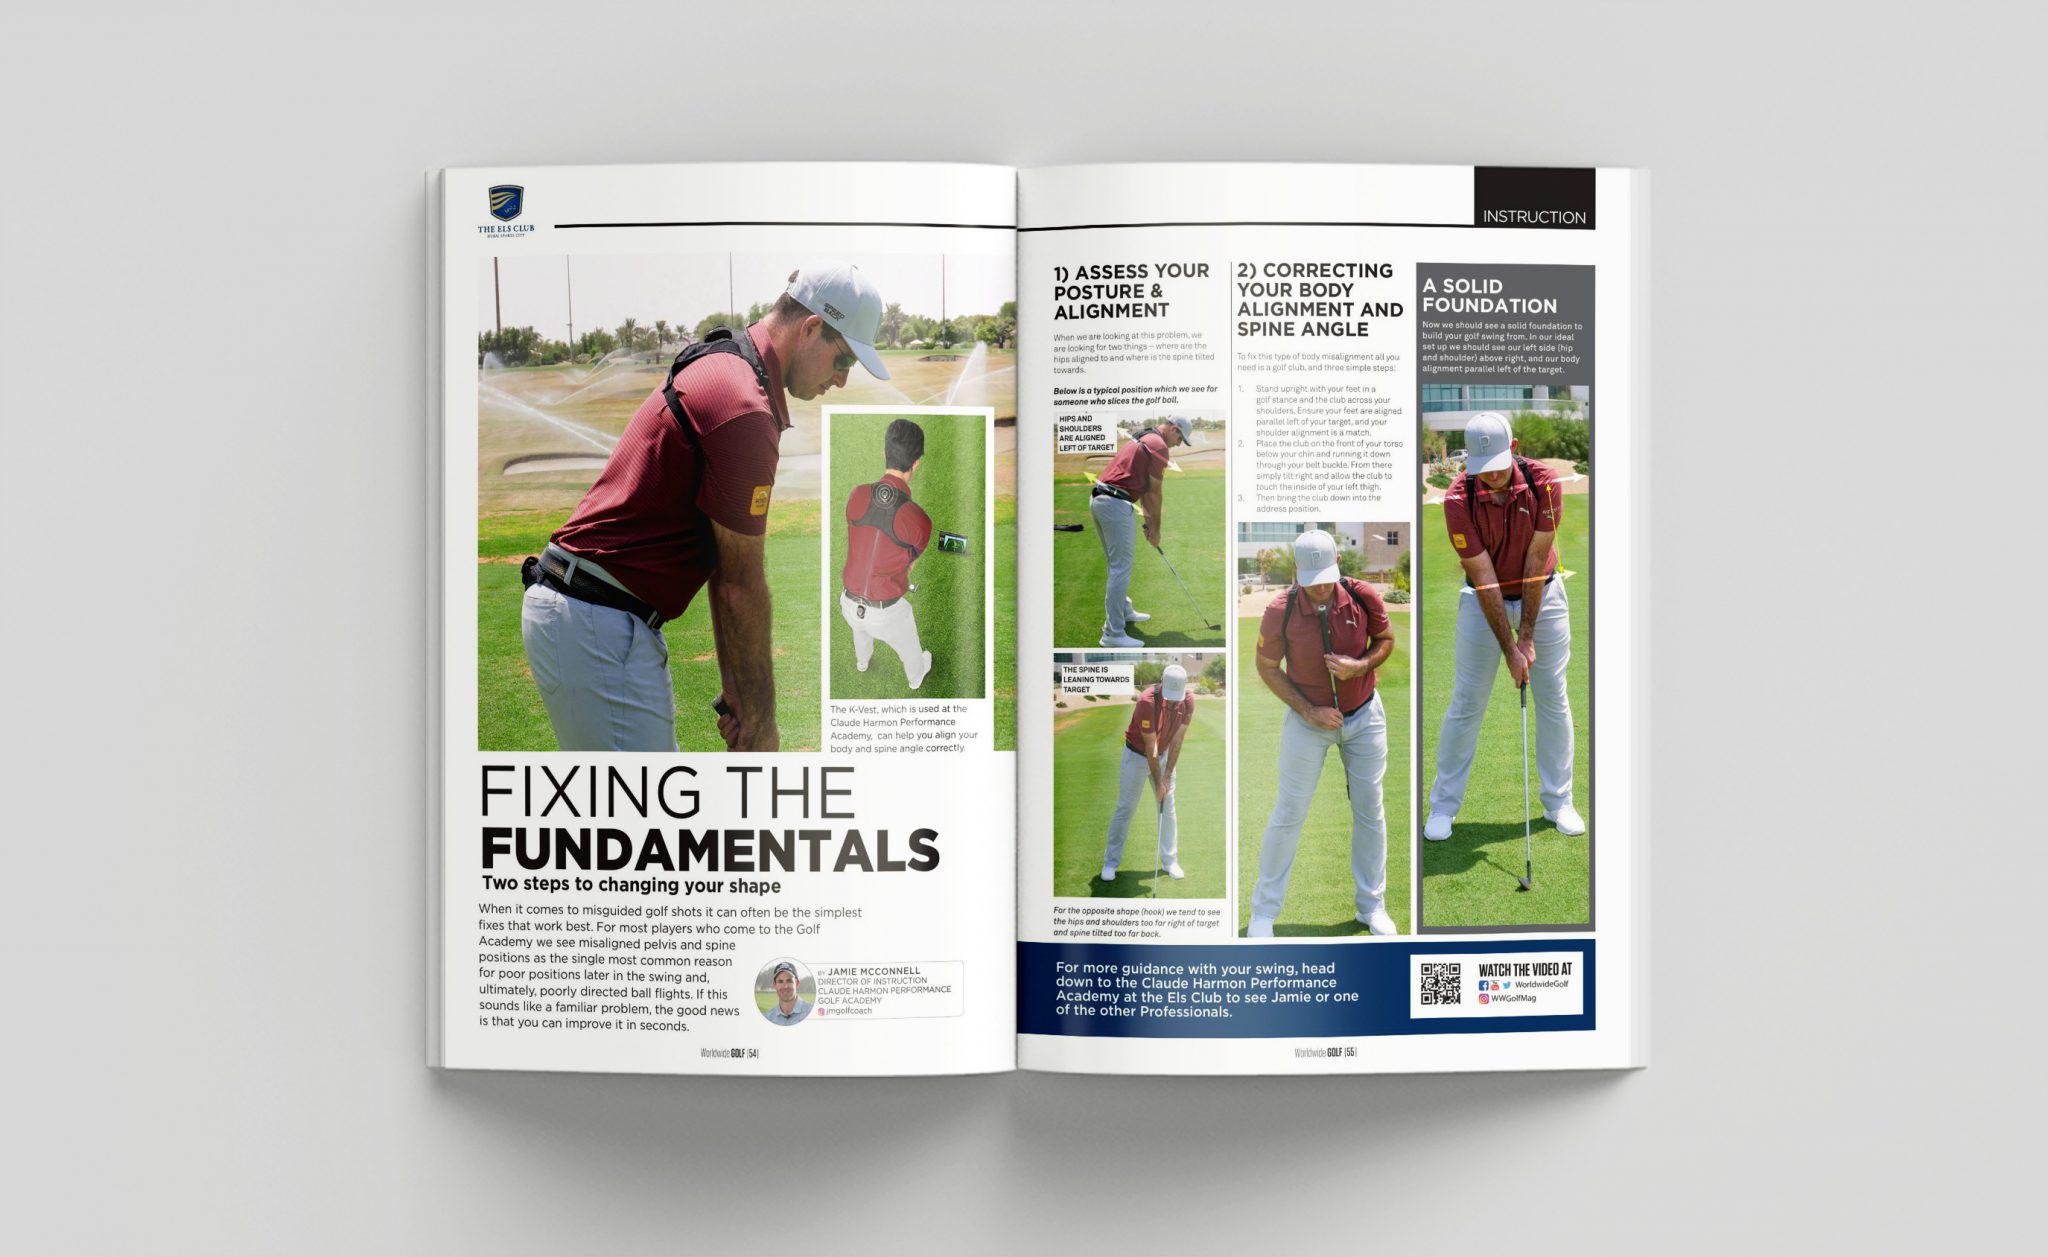 THE ELS CLUB
DUBAI SPORTS CITY
SPEED
BACK
The K-Vest, which is used at the
Claude Harmon Performance
Academy, can help you align your
body and spine angle correctly.
FIXING THE
FUNDAMENTALS
Two steps to changing your shape
When it comes to misguided golf shots it can often be the simplest
fixes that work best. For most players who come to the Golf
Academy we see misaligned pelvis and spine
positions as the single most common reason
for poor positions later in the swing and,
ultimately, poorly directed ball flights. If this
sounds like a familiar problem, the good news
is that you can improve it in seconds.
BY JAMIE MCCONNELL
DIRECTOR OF INSTRUCTION
CLAUDE HARMON PERFORMANCE
GOLF ACADEMY
jmgolfcoach
Worldwide GOLF |54|
INSTRUCTION
1) ASSESS YOUR
POSTURE &
ALIGNMENT
When we are looking at this problem, we
are looking for two things – where are the
hips aligned to and where is the spine tilted
towards.
Below is a typical position which we see for
someone who slices the golf ball.
HIPS AND
SHOULDERS
ARE ALIGNED
LEFT OF TARGET
THE SPINE IS
LEANING TOWARDS
TARGET
For the opposite shape (hook) we tend to see
the hips and shoulders too far right of target
and spine tilted too far back.
2) CORRECTING
YOUR BODY
ALIGNMENT AND
SPINE ANGLE
To fix this type of body misalignment all you
need is a golf club, and three simple steps:
1. Stand upright with your feet in a
golf stance and the club across your
shoulders. Ensure your feet are aligned
parallel left of your target, and your
shoulder alignment is a match.
2. Place the club on the front of your torso
below your chin and running it down
through your belt buckle. From there
simply tilt right and allow the club to
touch the inside of your left thigh.
3. Then bring the club down into the
address position.
P
A SOLID
FOUNDATION
Now we should see a solid foundation to
build your golf swing from. In our ideal
set up we should see our left side (hip
and shoulder) above right, and our body
alignment parallel left of the target.
P
For more guidance with your swing, head
down to the Claude Harmon Performance
Academy at the Els Club to see Jamie or one
of the other Professionals.
WATCH THE VIDEO AT
WorldwideGolf
WWGolfMag
Worldwide GOLF |55|